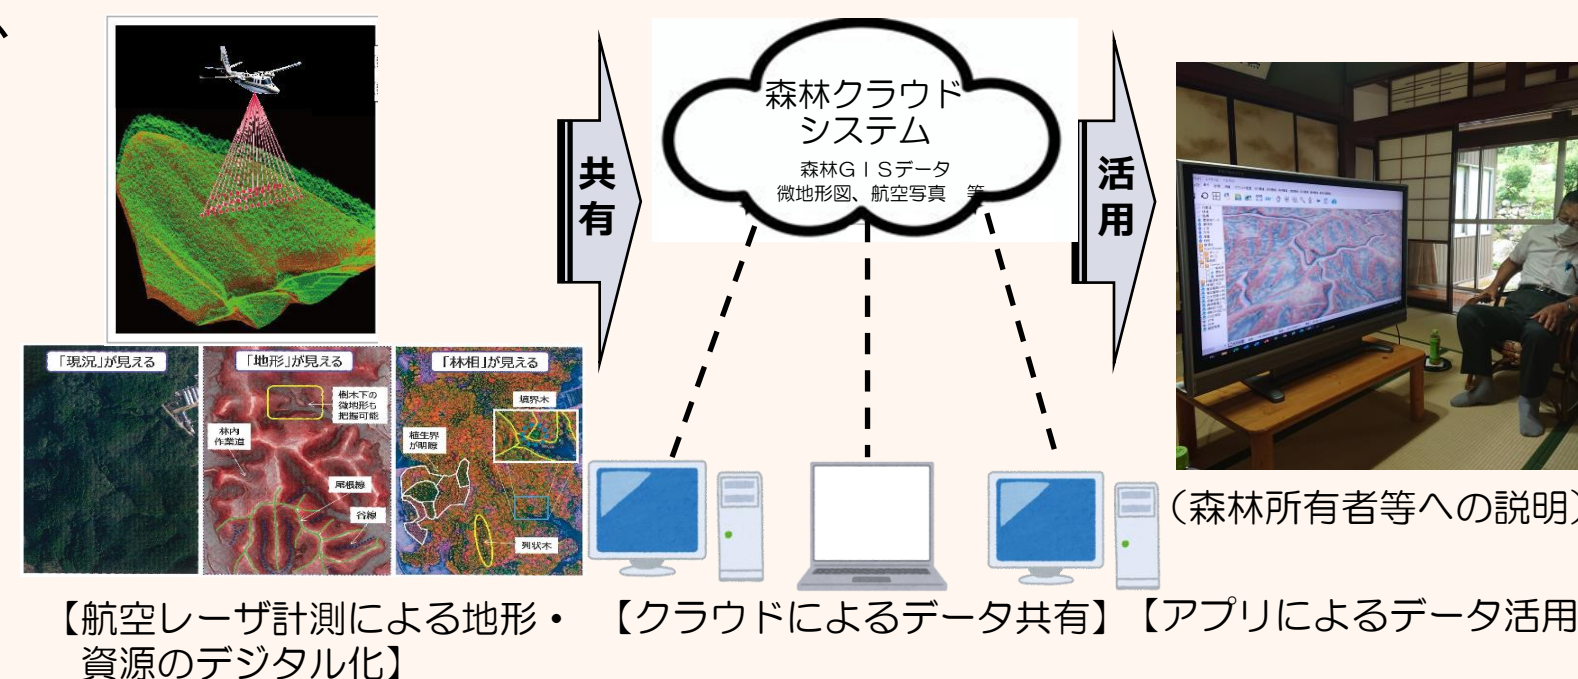 「現況」が見える
「地形」が見える
樹木下の
微地形も
把握可能
林内
作業道
尾根線
谷線
「林相」が見える
境界木
植生界
が明瞭
列状木
【航空レーザ計測による地形・
資源のデジタル化】
共
有
森林クラウド
システム
森林GISデータ
微地形図、航空写真　等
【クラウドによるデータ共有】
活
用
（森林所有者等への説明）
【アプリによるデータ活用